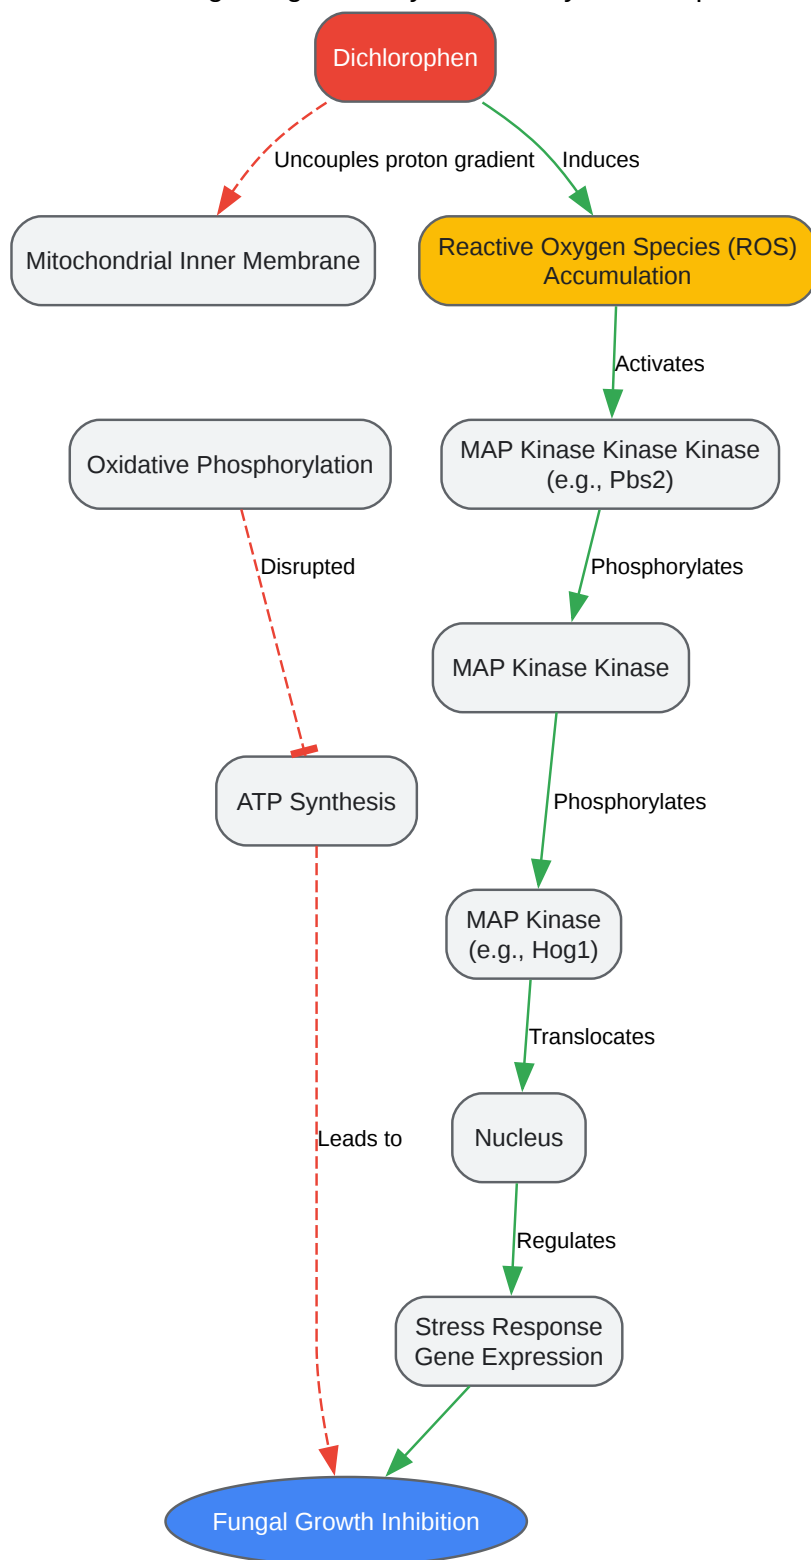 Dichlorophen
Uncouples proton gradient
Induces
Mitochondrial Inner Membrane
Reactive Oxygen Species (ROS)
Accumulation
Activates
Oxidative Phosphorylation
MAP Kinase Kinase Kinase
(e.g., Pbs2)
Disrupted
Phosphorylates
MAP Kinase Kinase
ATP Synthesis
Phosphorylates
MAP Kinase
(e.g., Hog1)
Translocates
Nucleus
Leads to
Regulates
Stress Response
Gene Expression
Fungal Growth Inhibition